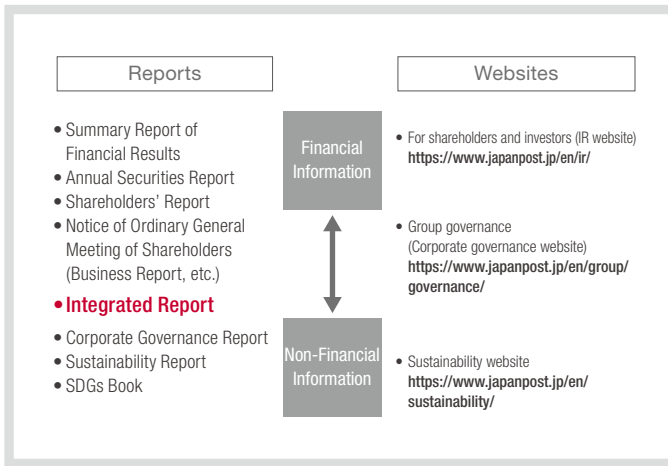 Reports
• Summary Report of
Financial Results
• Annual Securities Report
• Shareholders’ Report
• Notice of Ordinary General
Meeting of Shareholders
(Business Report, etc.)
• Integrated Report
• Corporate Governance Report
• Sustainability Report
• SDGs Book
Financial
Information
Non-Financial
Information
Websites
• For shareholders and investors (IR website)
https://www.japanpost.jp/en/ir/
• Group governance
(Corporate governance website)
https://www.japanpost.jp/en/group/
governance/
• Sustainability website
https://www.japanpost.jp/en/
sustainability/